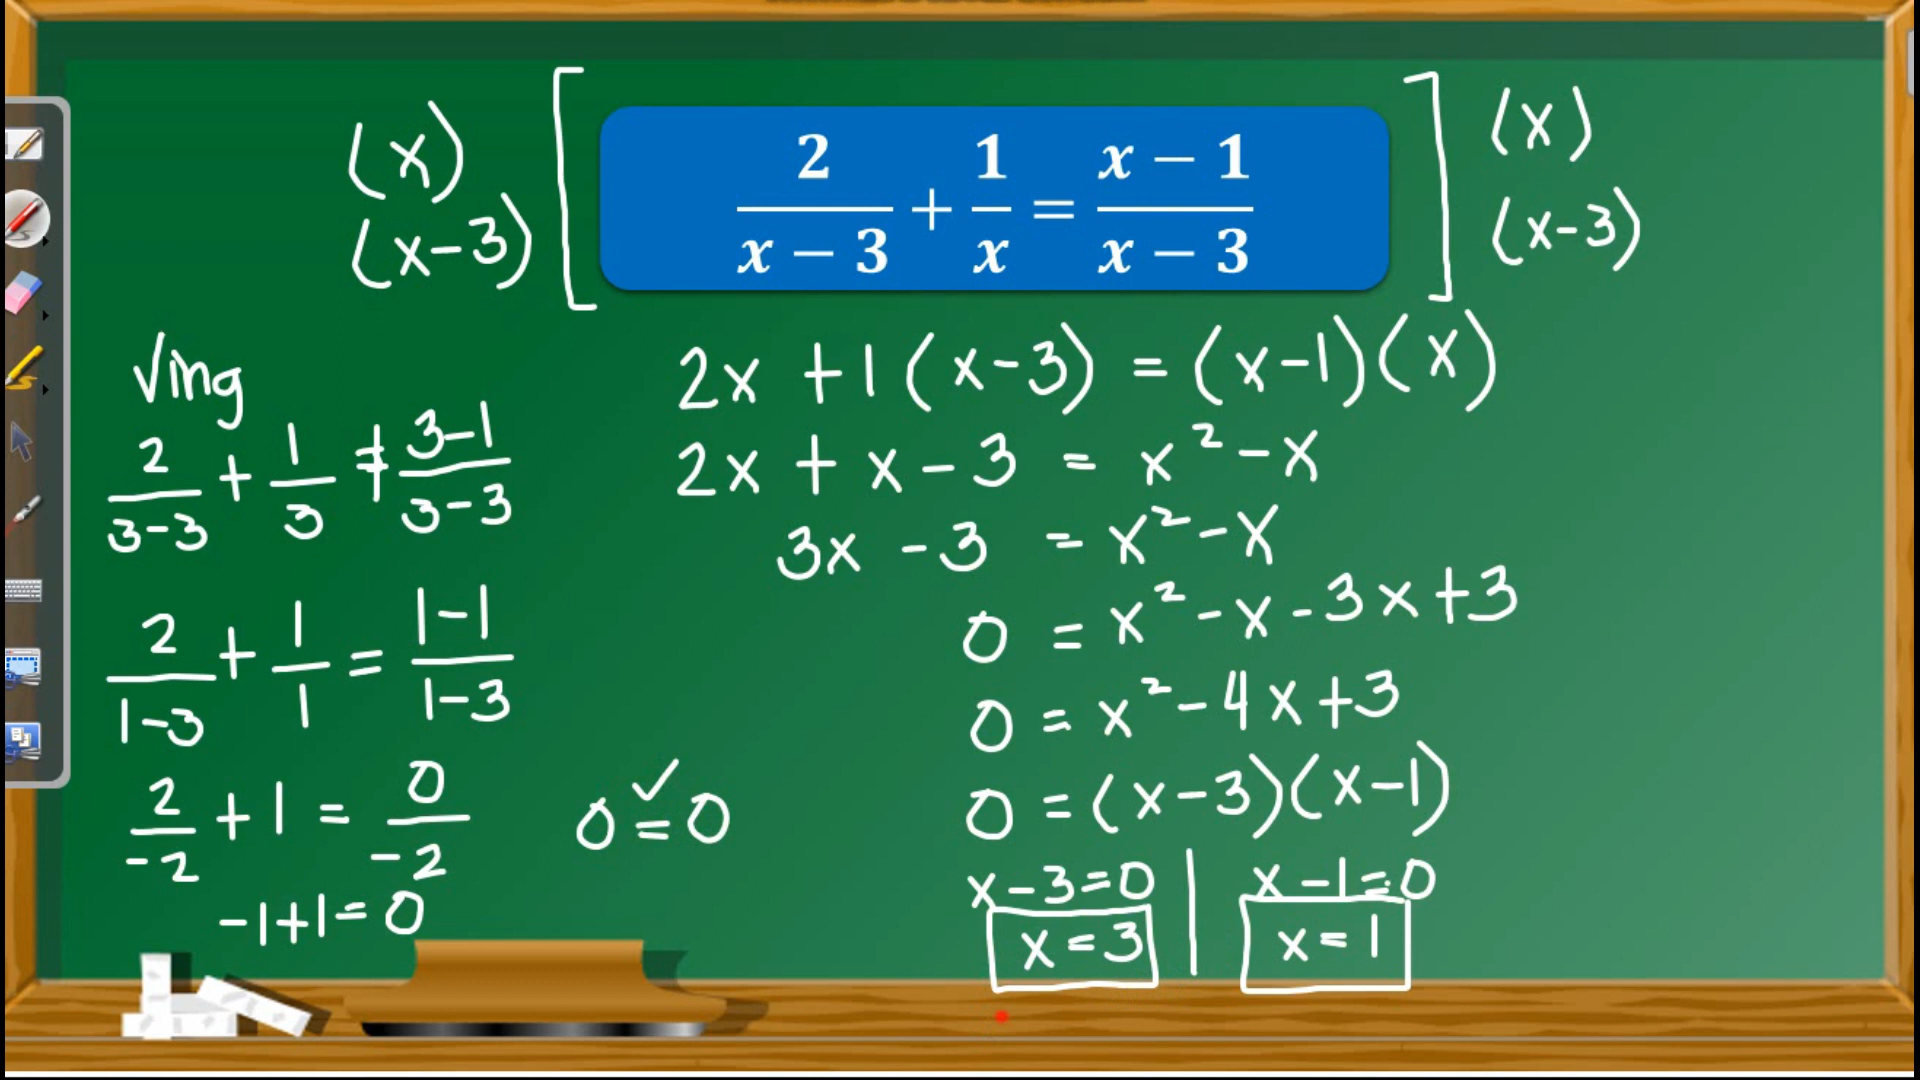 (x) [ 2/(x − 3) + 1/x = (x − 1)/(x − 3) ] (x)
(x-3) (x-3)
√ing
2/(3-3) + 1/3 ≠ (3-1)/(3-3)
2/(1-3) + 1/1 = (1-1)/(1-3)
2/-2 + 1 = 0/-2
-1+1=0
0 = 0 ✓
2x + 1(x-3) = (x-1)(x)
2x + x - 3 = x² - x
3x - 3 = x² - x
0 = x² - x - 3x + 3
0 = x² - 4x + 3
0 = (x-3)(x-1)
x-3=0 | x-1=0
x=3 | x=1